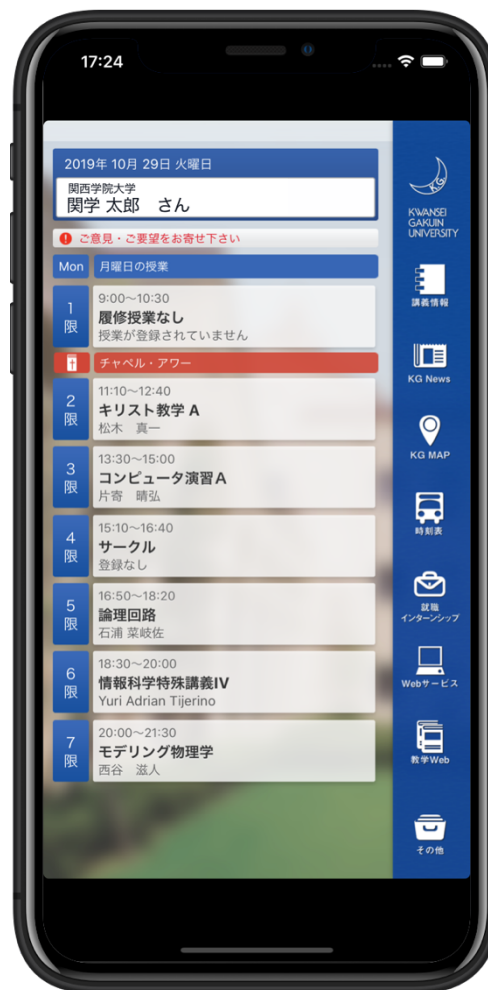 17:24
2019年 10月 29日 火曜日
関西学院大学
関学 太郎 さん
ご意見・ご要望をお寄せ下さい
Mon 月曜日の授業
1限
9:00〜10:30
履修授業なし
授業が登録されていません
チャペル・アワー
2限
11:10〜12:40
キリスト教学 A
松木 真一
3限
13:30〜15:00
コンピュータ演習A
片寄 晴弘
4限
15:10〜16:40
サークル
登録なし
5限
16:50〜18:20
論理回路
石浦 菜岐佐
6限
18:30〜20:00
情報科学特殊講義IV
Yuri Adrian Tijerino
7限
20:00〜21:30
モデリング物理学
西谷 滋人
KG
KWANSEI
GAKUIN
UNIVERSITY
講義情報
KG News
KG MAP
時刻表
就職
インターンシップ
Webサービス
教学Web
その他